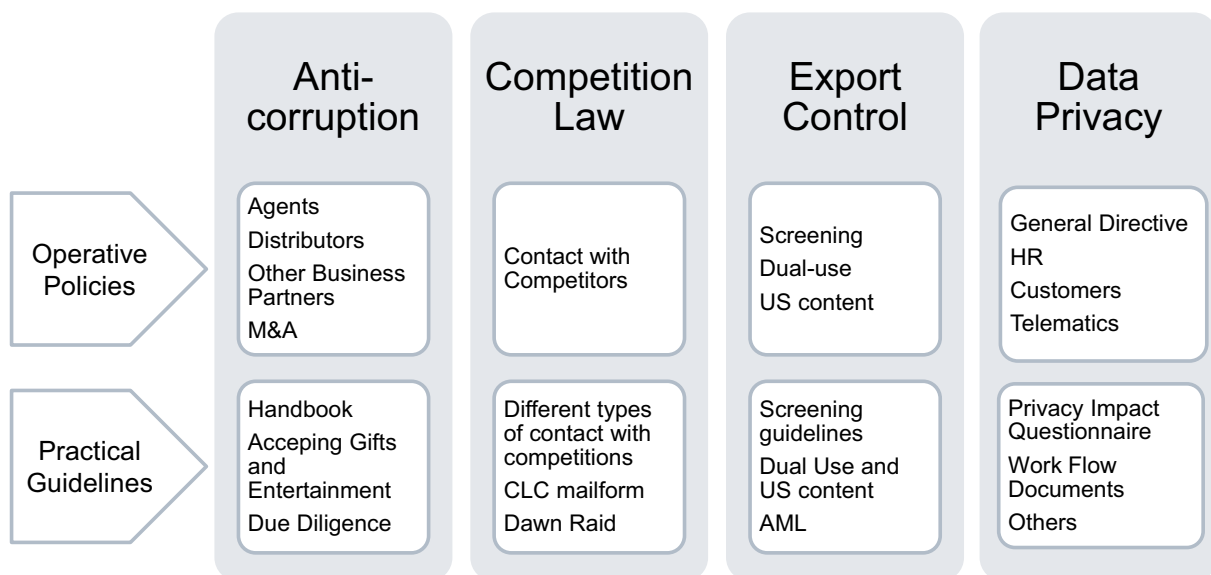 Anti-
corruption
Competition
Law
Export
Control
Data
Privacy
Operative
Policies
Agents
Distributors
Other Business
Partners
M&A
Contact with
Competitors
Screening
Dual-use
US content
General Directive
HR
Customers
Telematics
Practical
Guidelines
Handbook
Acceping Gifts
and
Entertainment
Due Diligence
Different types
of contact with
competitions
CLC mailform
Dawn Raid
Screening
guidelines
Dual Use and
US content
AML
Privacy Impact
Questionnaire
Work Flow
Documents
Others